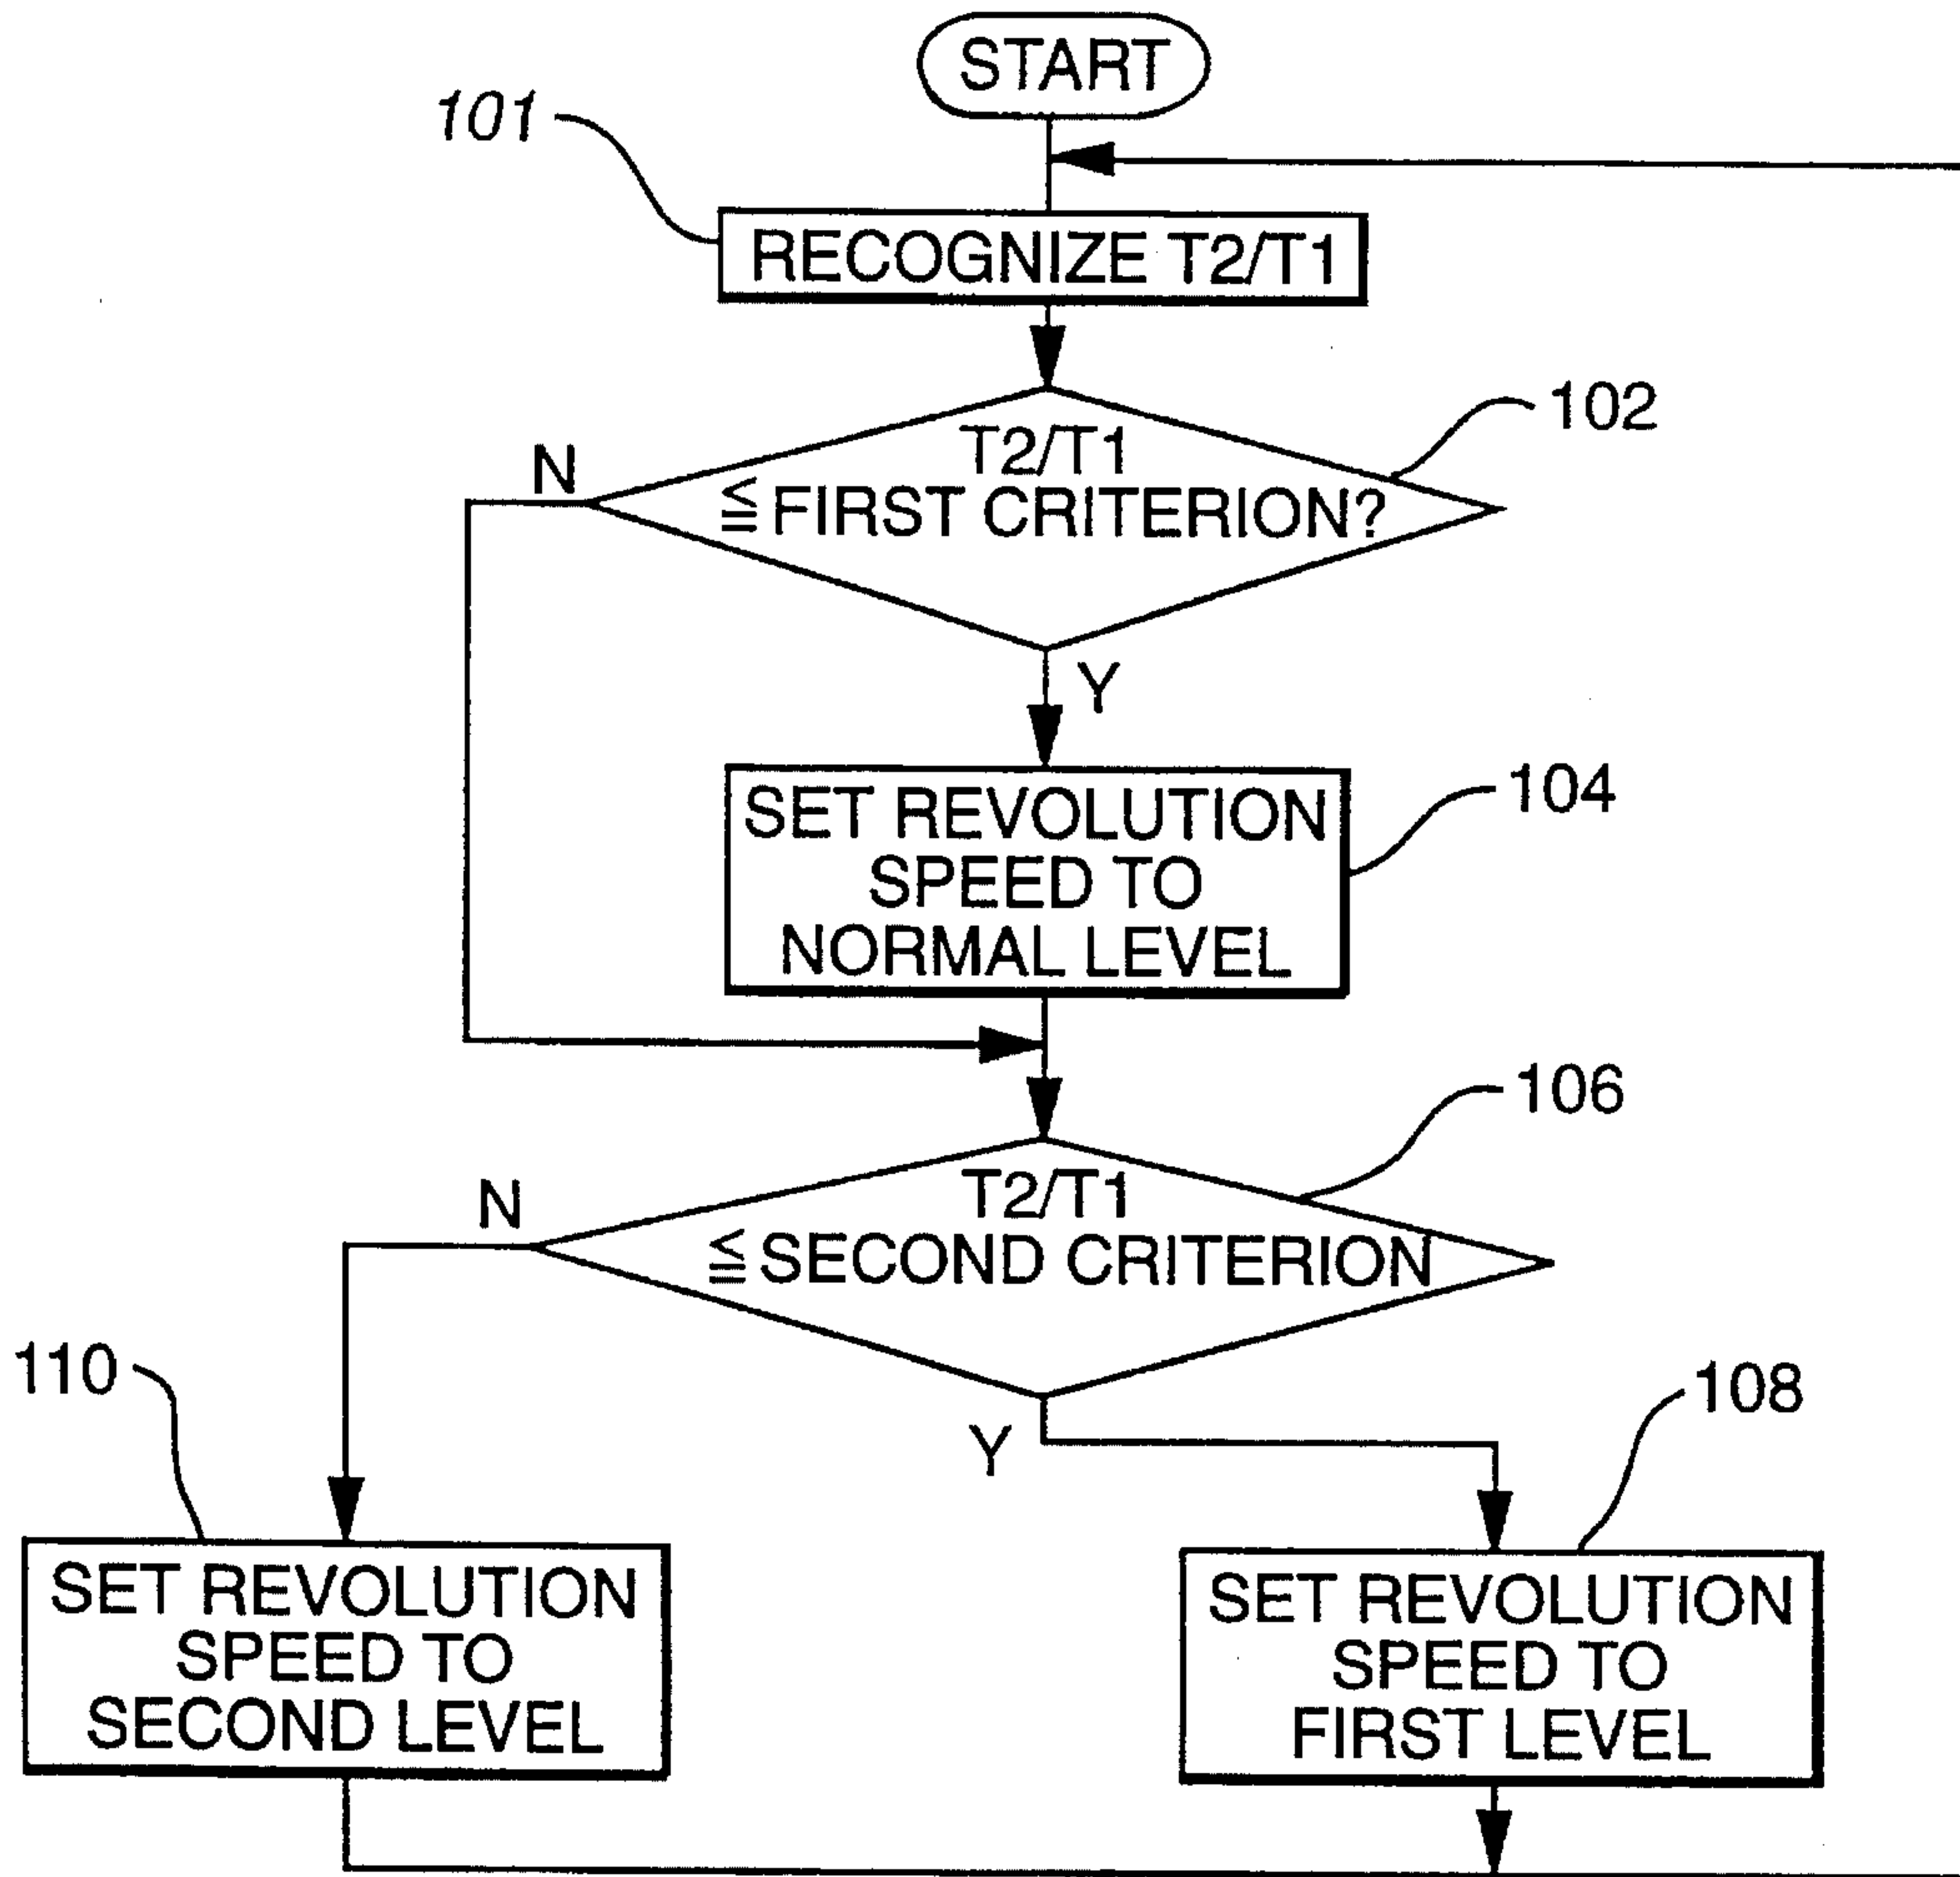 START
101
RECOGNIZE T2/T1
102
T2/T1
≦ FIRST CRITERION?
N
Y
104
SET REVOLUTION
SPEED TO
NORMAL LEVEL
106
T2/T1
≦ SECOND CRITERION
N
Y
110
SET REVOLUTION
SPEED TO
SECOND LEVEL
108
SET REVOLUTION
SPEED TO
FIRST LEVEL